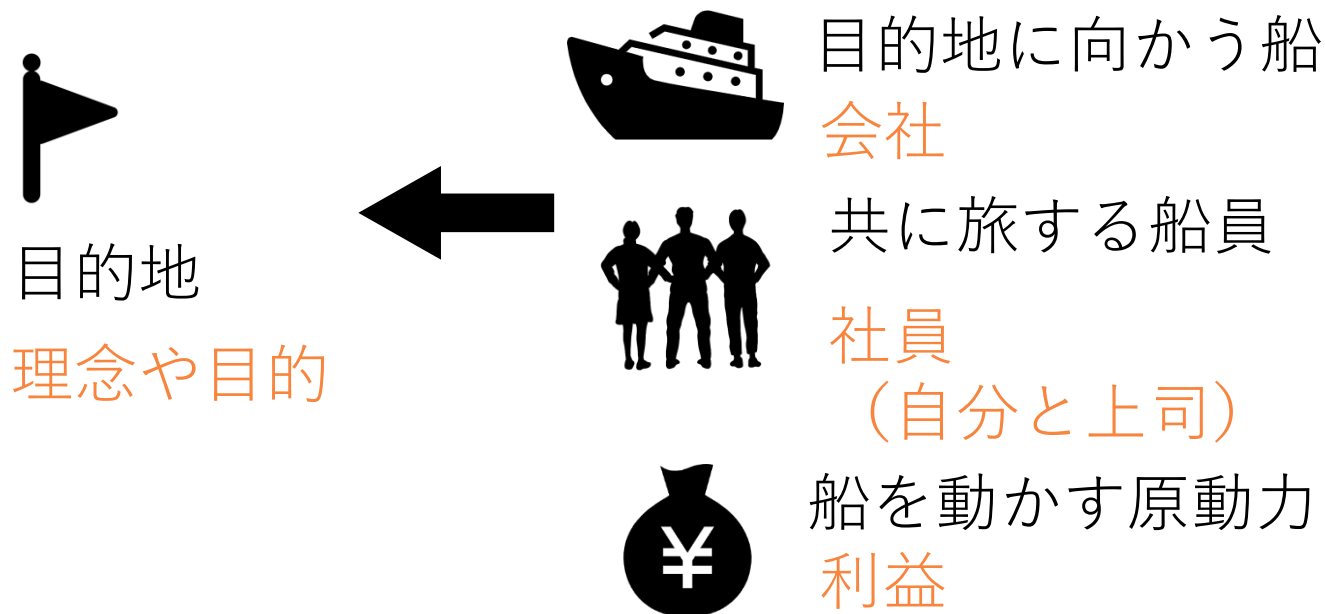 目的地に向かう船
会社
共に旅する船員
社員
（自分と上司）
船を動かす原動力
¥
利益
目的地
理念や目的